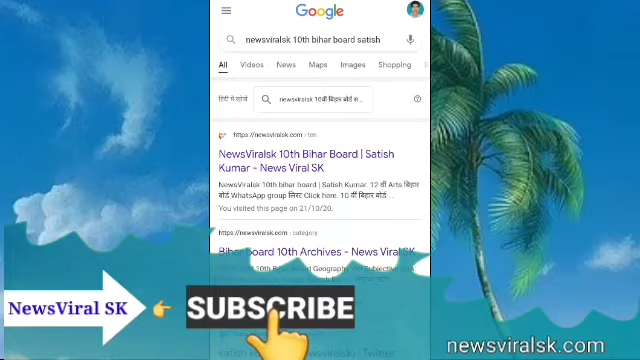 Google
newsviralsk 10th bihar board satish
All Videos News Maps Images Shopping
हिंदी में खोजें
newsviralsk 10वीं बिहार बोर्ड स...
https://newsviralsk.com › ten
NewsViralsk 10th Bihar Board | Satish
Kumar - News Viral SK
NewsViralsk 10th bihar board | Satish Kumar. 12 वीं Arts बिहार
बोर्ड WhatsApp group लिस्ट Click here. 10 वीं बिहार बोर्ड ...
You visited this page on 21/10/20.
https://newsviralsk.com › category
Bihar board 10th Archives - News Viral SK
NewsViral SK
SUBSCRIBE
newsviralsk.com